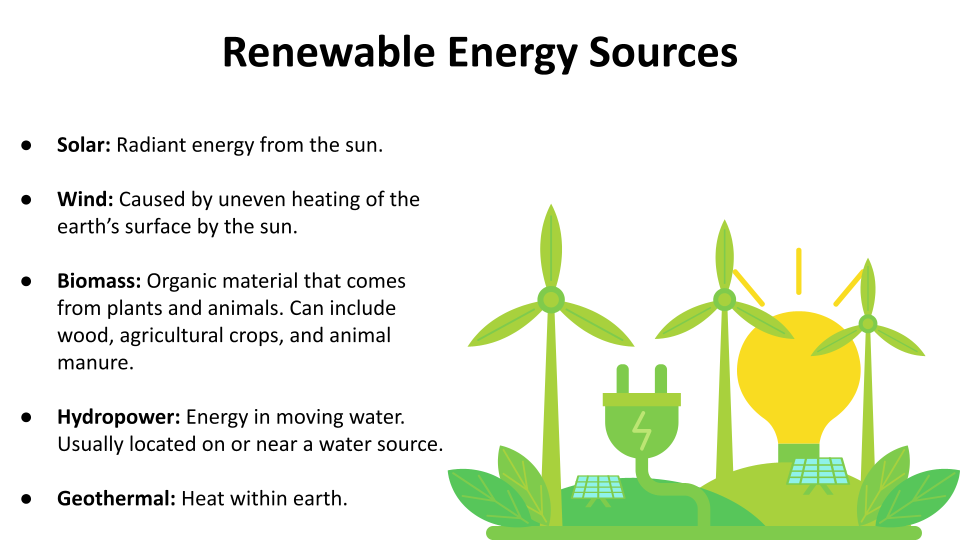 Renewable Energy Sources
● Solar: Radiant energy from the sun.
● Wind: Caused by uneven heating of the
earth’s surface by the sun.
● Biomass: Organic material that comes
from plants and animals. Can include
wood, agricultural crops, and animal
manure.
● Hydropower: Energy in moving water.
Usually located on or near a water source.
● Geothermal: Heat within earth.